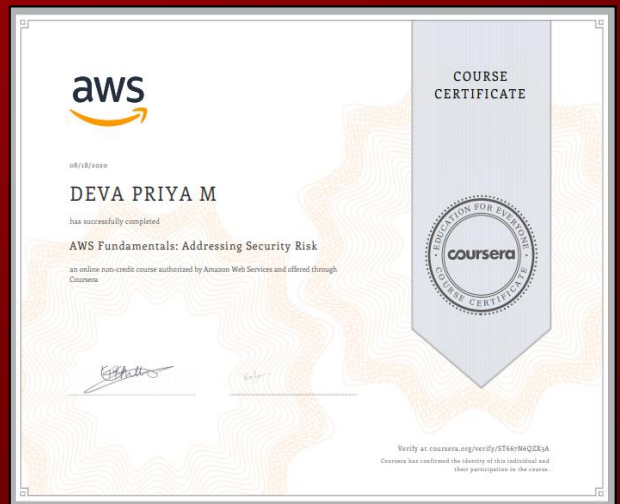 aws
COURSE
CERTIFICATE
08/18/2020
DEVA PRIYA M
has successfully completed
AWS Fundamentals: Addressing Security Risk
an online non-credit course authorized by Amazon Web Services and offered through
Coursera
EDUCATION FOR EVERYONE
coursera
COURSE CERTIFICATE
Verify at coursera.org/verify/ST667N6QZX3A
Coursera has confirmed the identity of this individual and
their participation in the course.